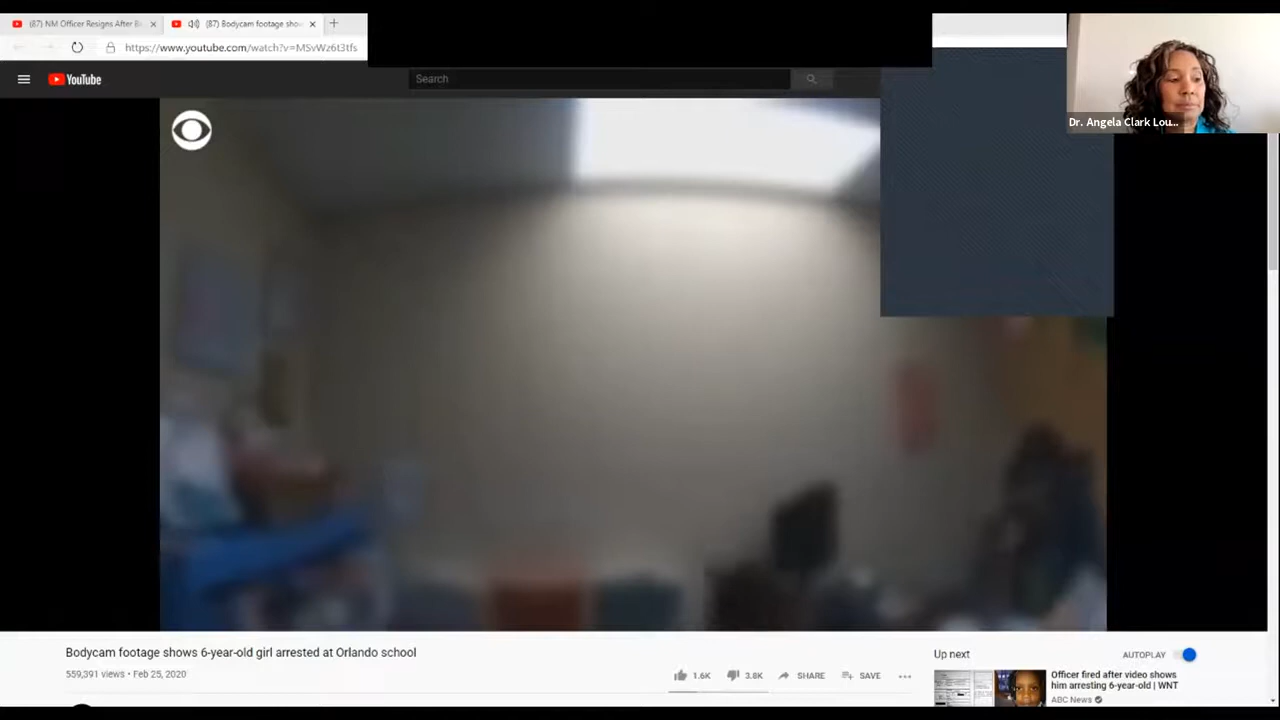 (87) NM Officer Resigns After B
(87) Bodycam footage show
https://www.youtube.com/watch?v=MSvWz6t3tfs
YouTube
Search
Dr. Angela Clark Lou...
Bodycam footage shows 6-year-old girl arrested at Orlando school
559,391 views • Feb 25, 2020
1.6K
3.8K
SHARE
SAVE
Up next
AUTOPLAY
Officer fired after video shows
him arresting 6-year-old | WNT
ABC News